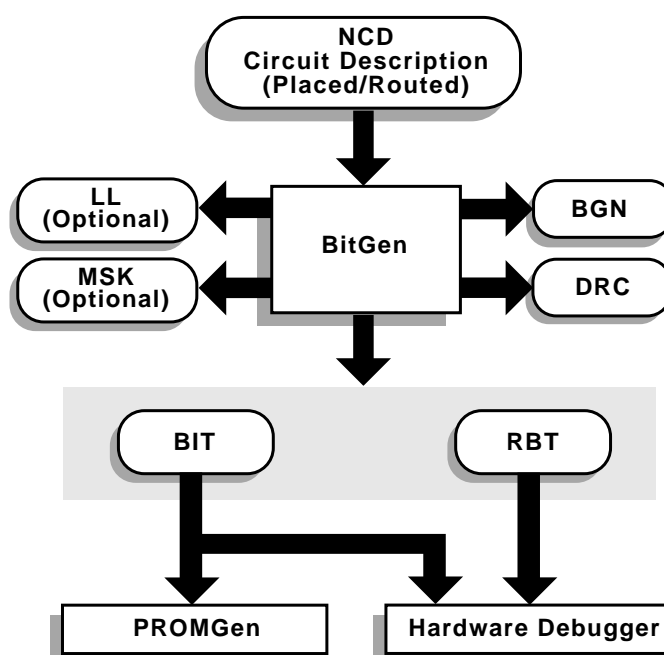 NCD
Circuit Description
(Placed/Routed)
LL
(Optional)
BitGen
BGN
MSK
(Optional)
DRC
BIT
RBT
PROMGen
Hardware Debugger